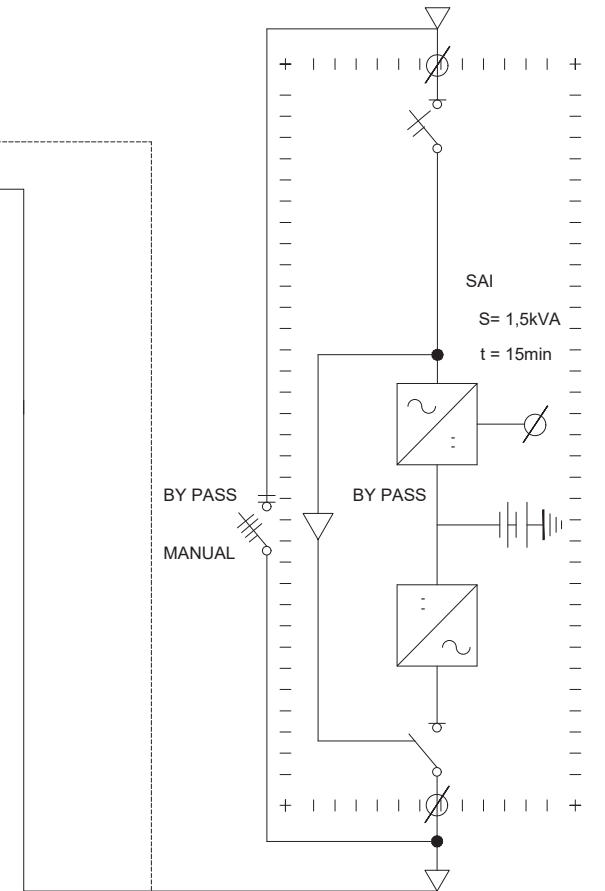 SAI
S= 1,5kVA
t = 15min
BY PASS
BY PASS
MANUAL